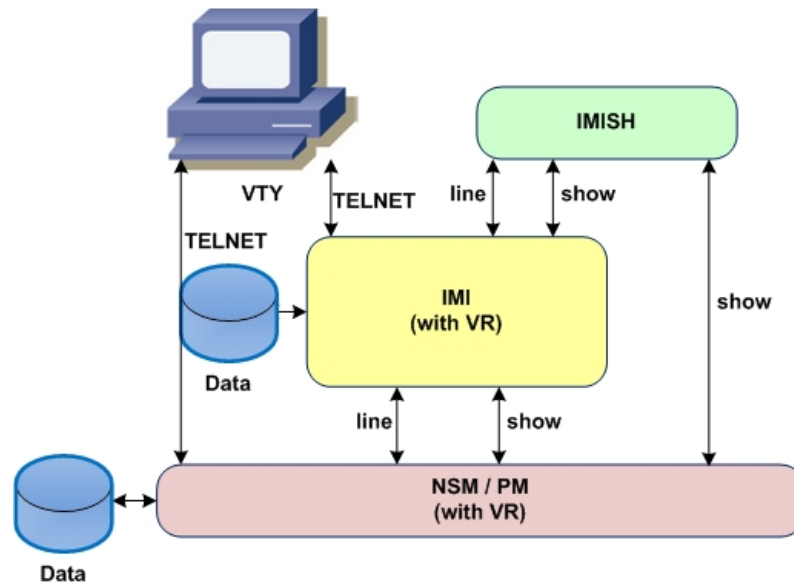 IMISH
VTY
TELNET
line
show
TELNET
IMI
(with VR)
show
Data
line
show
NSM / PM
(with VR)
Data